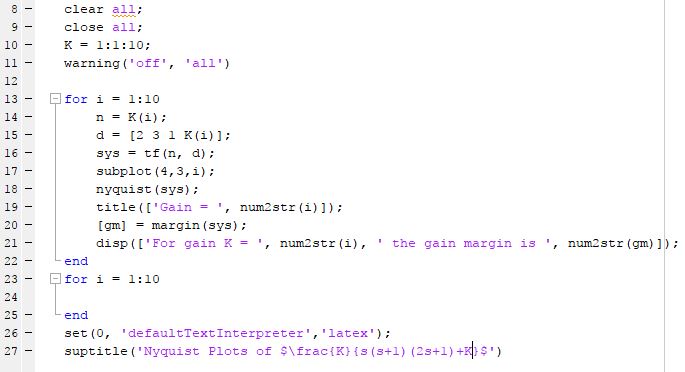 8 - clear all;
9 - close all;
10 - K = 1:1:10;
11 - warning('off', 'all')
12
13 - for i = 1:10
14 - n = K(i);
15 - d = [2 3 1 K(i)];
16 - sys = tf(n, d);
17 - subplot(4,3,i);
18 - nyquist(sys);
19 - title(['Gain = ', num2str(i)]);
20 - [gm] = margin(sys);
21 - disp(['For gain K = ', num2str(i), ' the gain margin is ', num2str(gm)]);
22 - end
23 - for i = 1:10
24
25 - end
26 - set(0, 'defaultTextInterpreter','latex');
27 - suptitle('Nyquist Plots of $\frac{K}{s(s+1)(2s+1)+K}$')